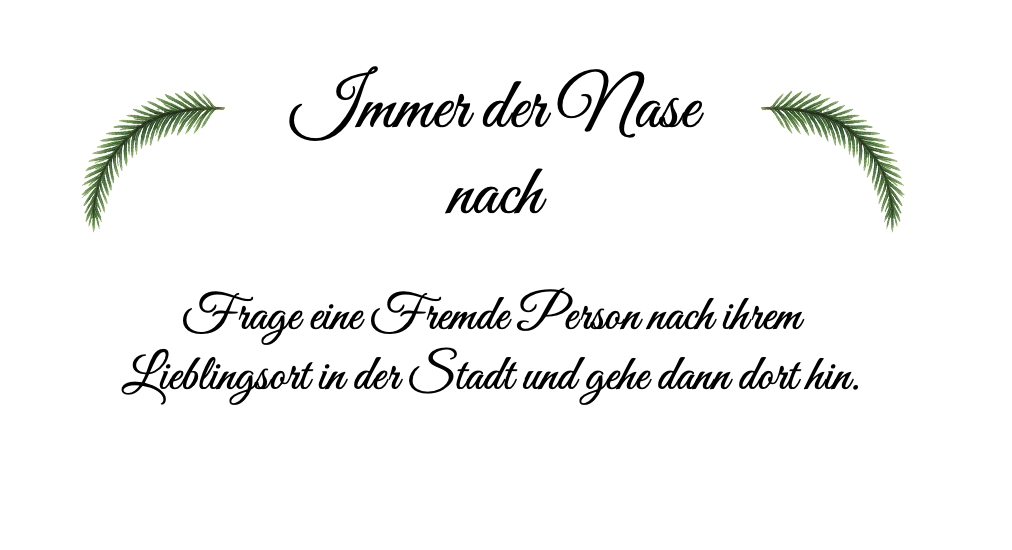 Immer der Nase
nach
Frage eine Fremde Person nach ihrem
Lieblingsort in der Stadt und gehe dann dort hin.